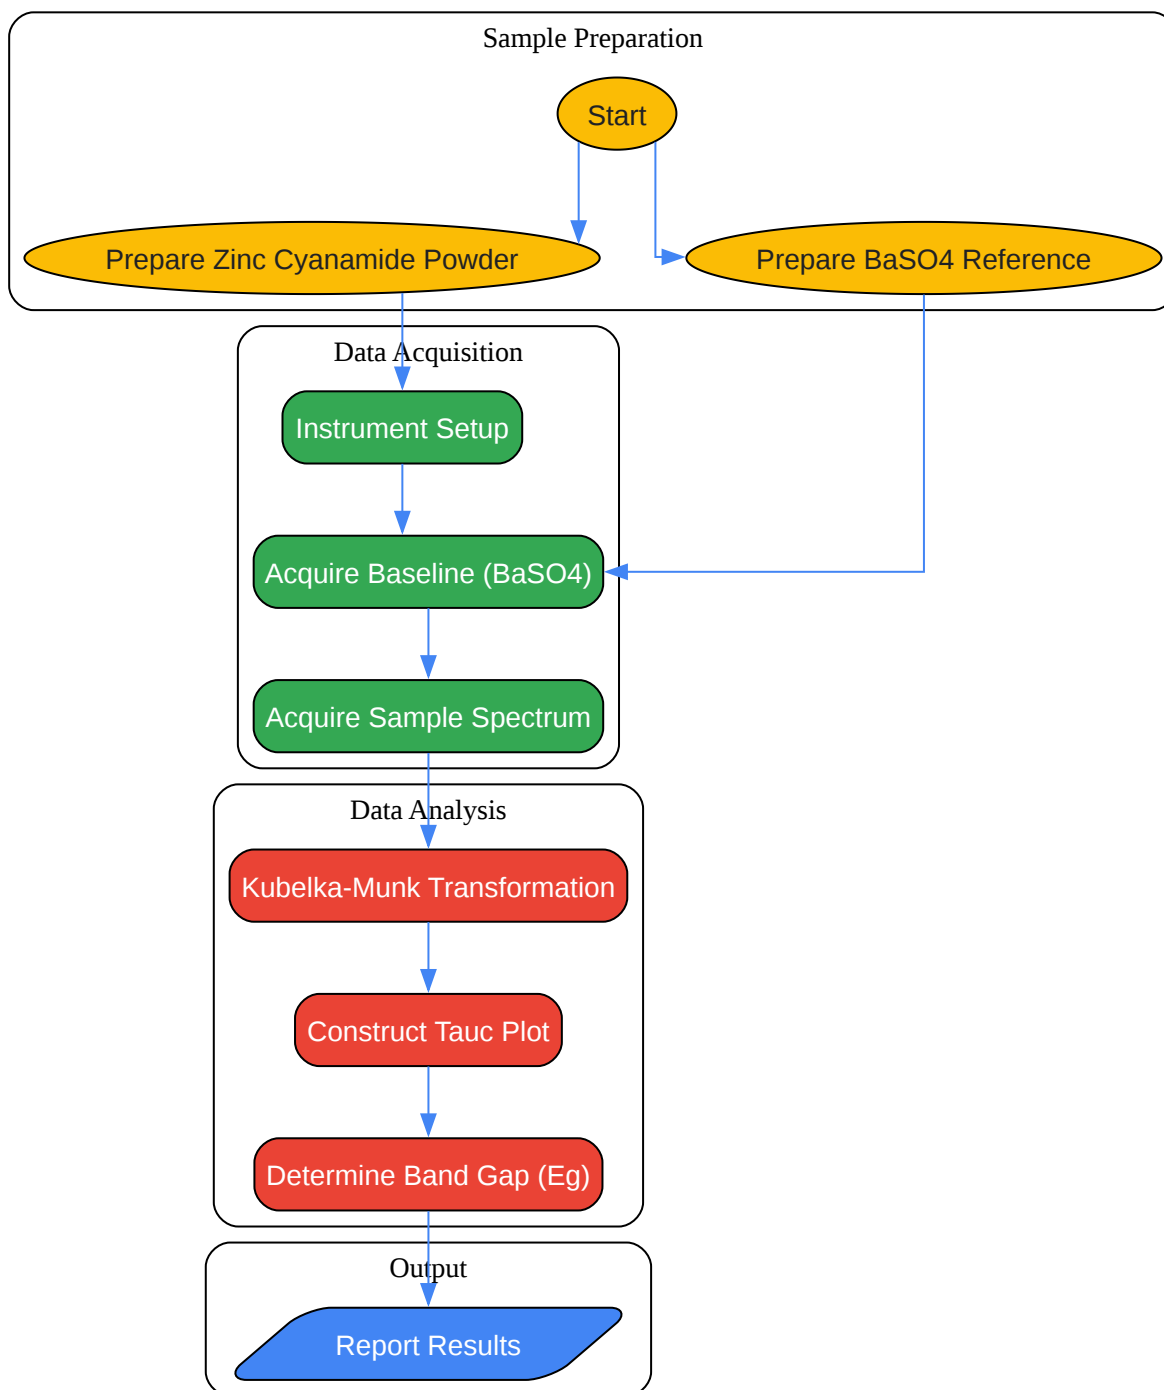 Sample Preparation
Start
Prepare Zinc Cyanamide Powder
Prepare BaSO4 Reference
Data Acquisition
Instrument Setup
Acquire Baseline (BaSO4)
Acquire Sample Spectrum
Data Analysis
Kubelka-Munk Transformation
Construct Tauc Plot
Determine Band Gap (Eg)
Output
Report Results